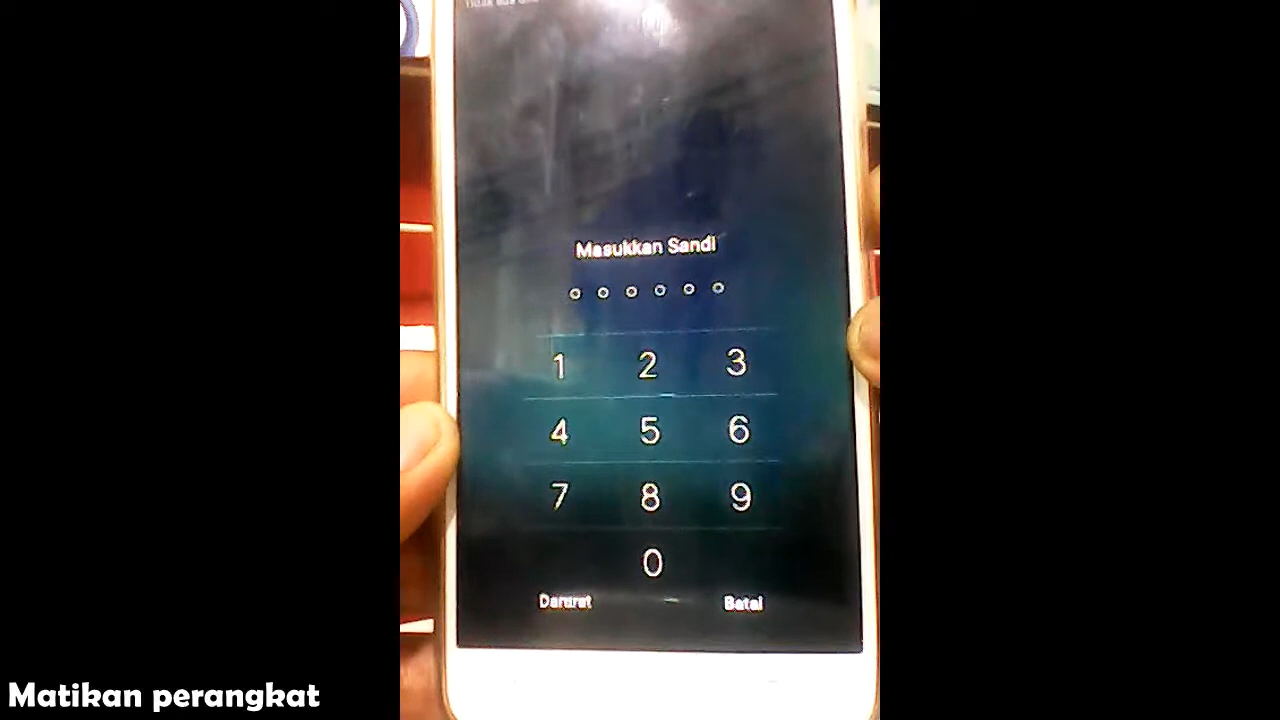 Masukkan Sandi
1 2 3
4 5 6
7 8 9
0
Darurat Batal
Matikan perangkat